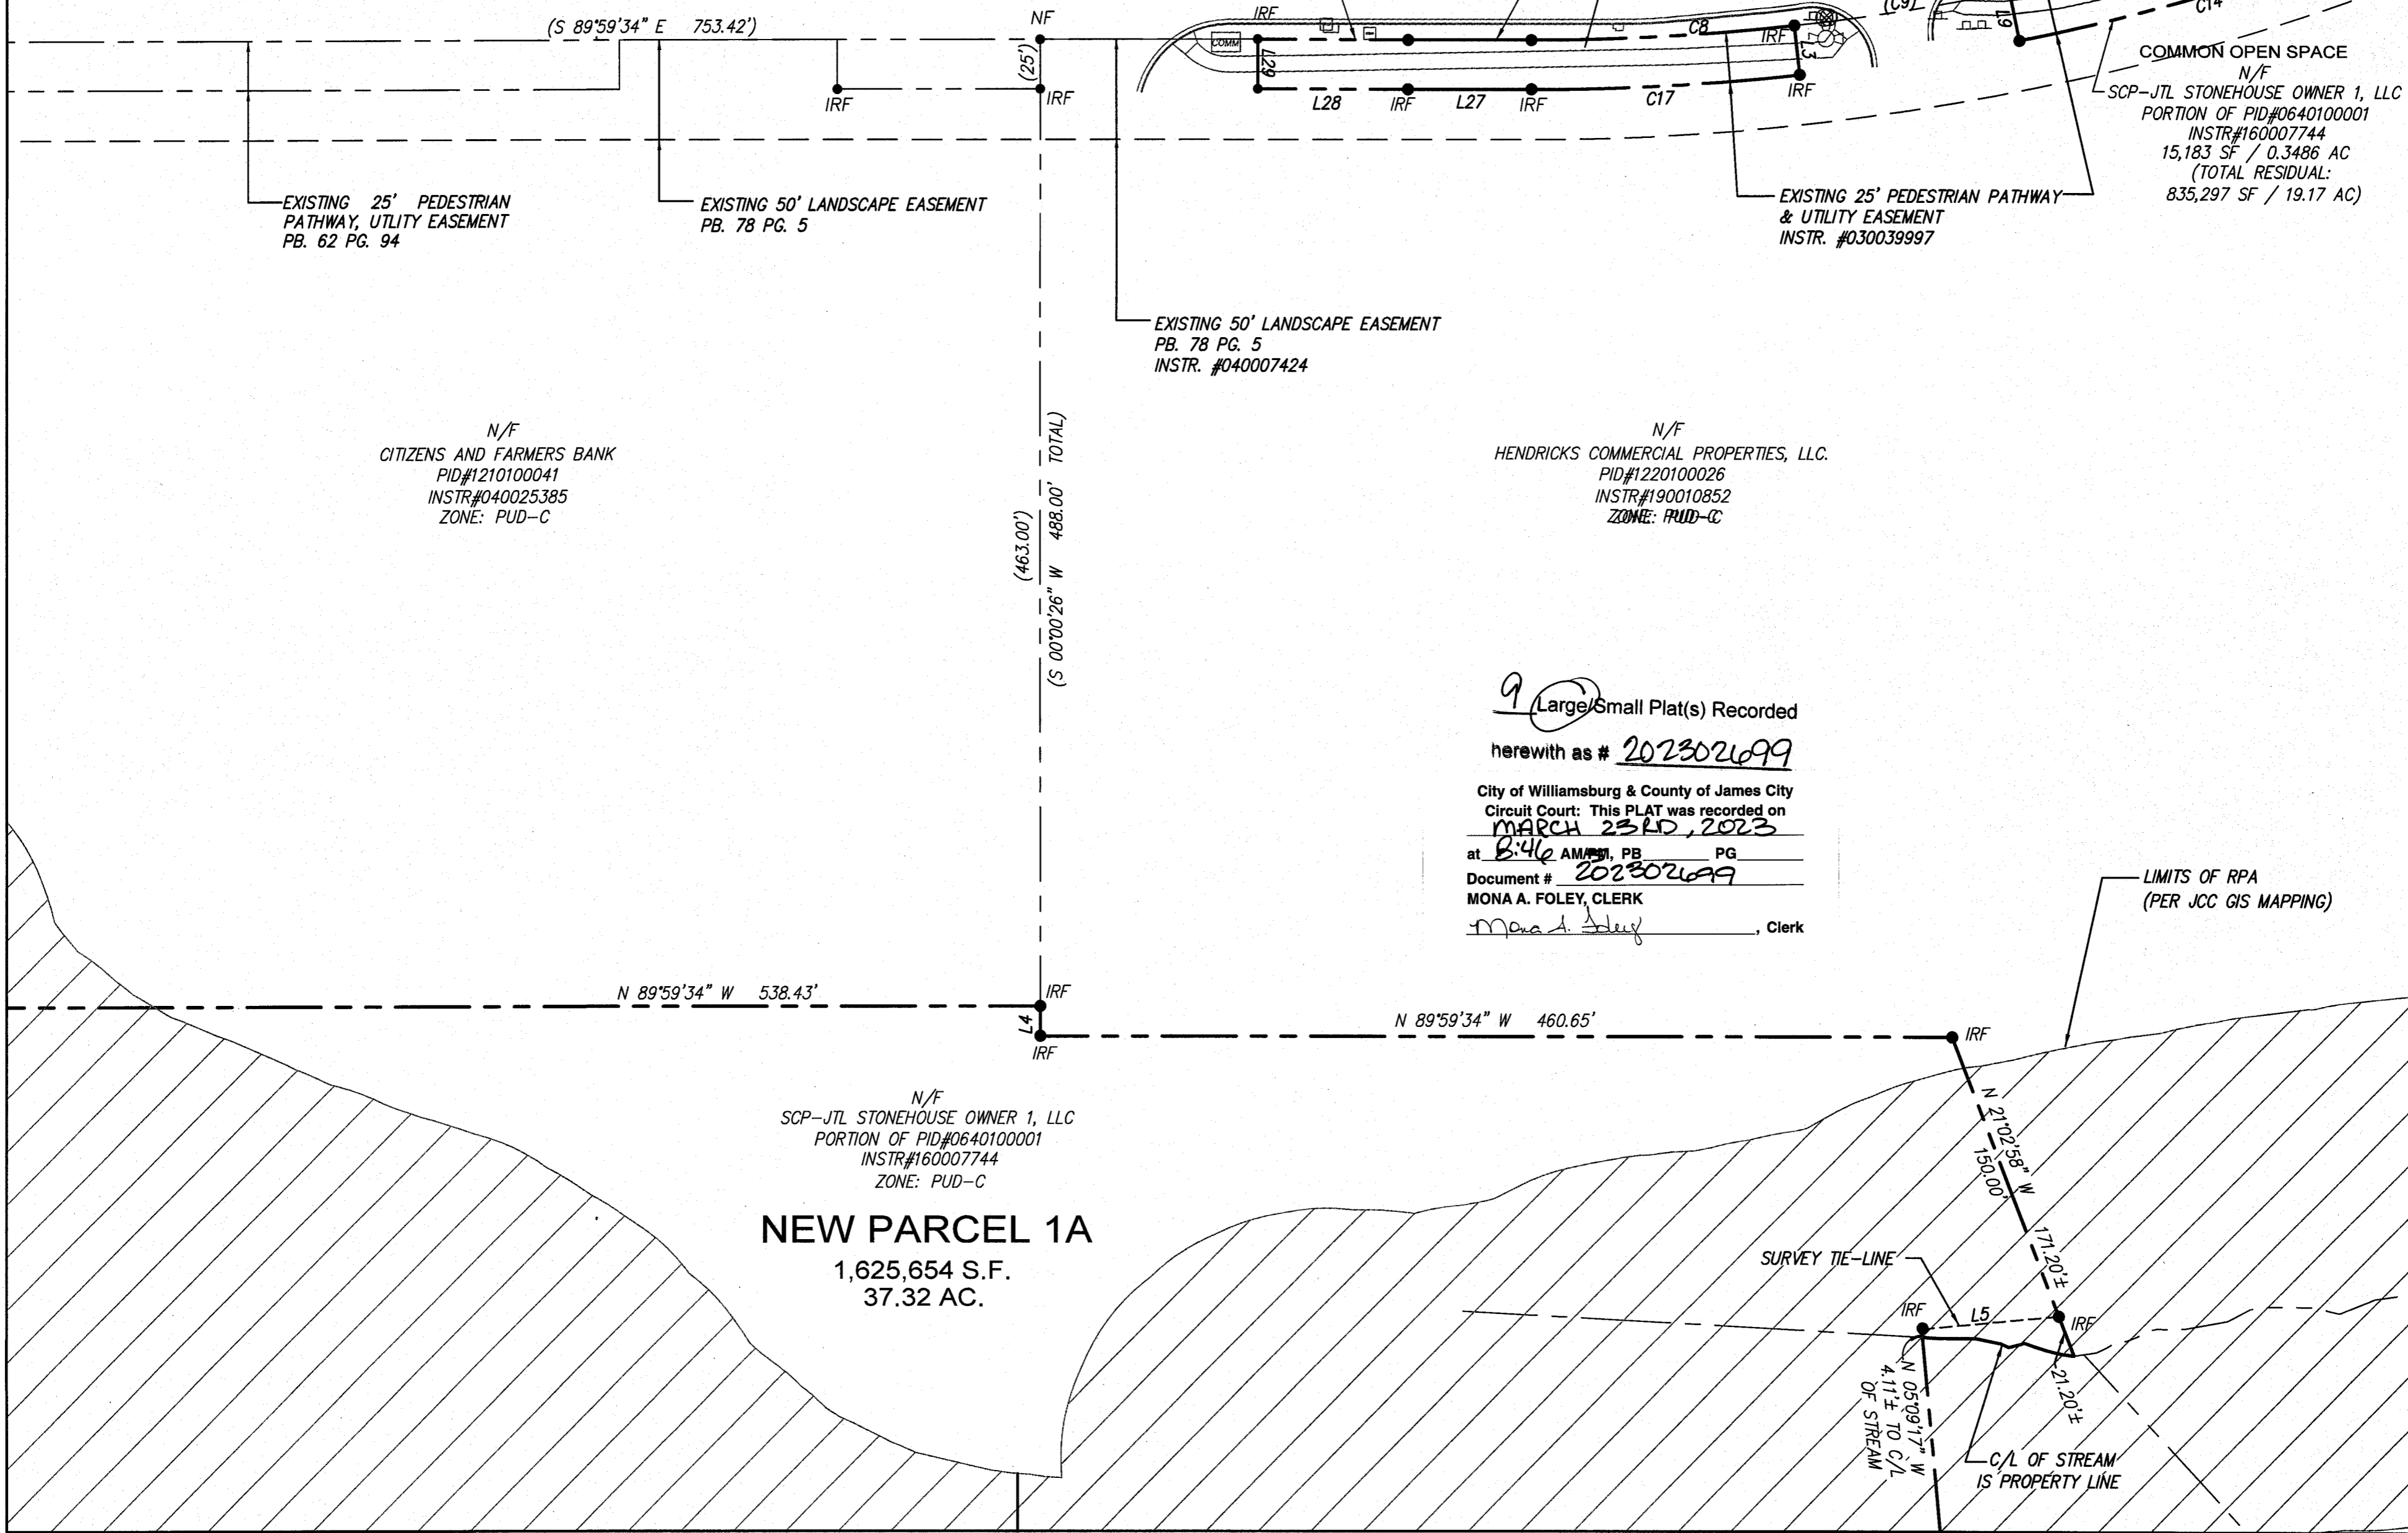 (S 89°59'34" E 753.42')
NF
(25')
IRF
IRF
IRF
COMM
L29
L28
IRF
L27
IRF
C17
C8
IRF
L3
IRF
(C9)
L9
C14
COMMON OPEN SPACE
N/F
SCP-JTL STONEHOUSE OWNER 1, LLC
PORTION OF PID#0640100001
INSTR#160007744
15,183 SF / 0.3486 AC
(TOTAL RESIDUAL:
835,297 SF / 19.17 AC)
EXISTING 25' PEDESTRIAN
PATHWAY, UTLITY EASEMENT
PB. 62 PG. 94
EXISTING 50' LANDSCAPE EASEMENT
PB. 78 PG. 5
EXISTING 25' PEDESTRIAN PATHWAY
& UTILITY EASEMENT
INSTR. #030039997
EXISTING 50' LANDSCAPE EASEMENT
PB. 78 PG. 5
INSTR. #040007424
N/F
CITIZENS AND FARMERS BANK
PID#1210100041
INSTR#040025385
ZONE: PUD-C
(463.00')
(S 00°00'26" W 488.00' TOTAL)
N/F
HENDRICKS COMMERCIAL PROPERTIES, LLC.
PID#1220100026
INSTR#190010852
ZONE: PUD-C
9 Large/Small Plat(s) Recorded
herewith as # 202302699
City of Williamsburg & County of James City
Circuit Court: This PLAT was recorded on
MARCH 23RD, 2023
at 8:46 AM/PM, PB PG
Document # 202302699
MONA A. FOLEY, CLERK
Mona A. Foley, Clerk
LIMITS OF RPA
(PER JCC GIS MAPPING)
N 89°59'34" W 538.43'
IRF
L4
IRF
N 89°59'34" W 460.65'
IRF
N/F
SCP-JTL STONEHOUSE OWNER 1, LLC
PORTION OF PID#0640100001
INSTR#160007744
ZONE: PUD-C
NEW PARCEL 1A
1,625,654 S.F.
37.32 AC.
N 21°02'58" W
150.00'
171.20'±
SURVEY TIE-LINE
IRF
L5
IRF
21.20'±
N 05°09'17" W
4.11'± TO C/L
OF STREAM
C/L OF STREAM
IS PROPERTY LINE